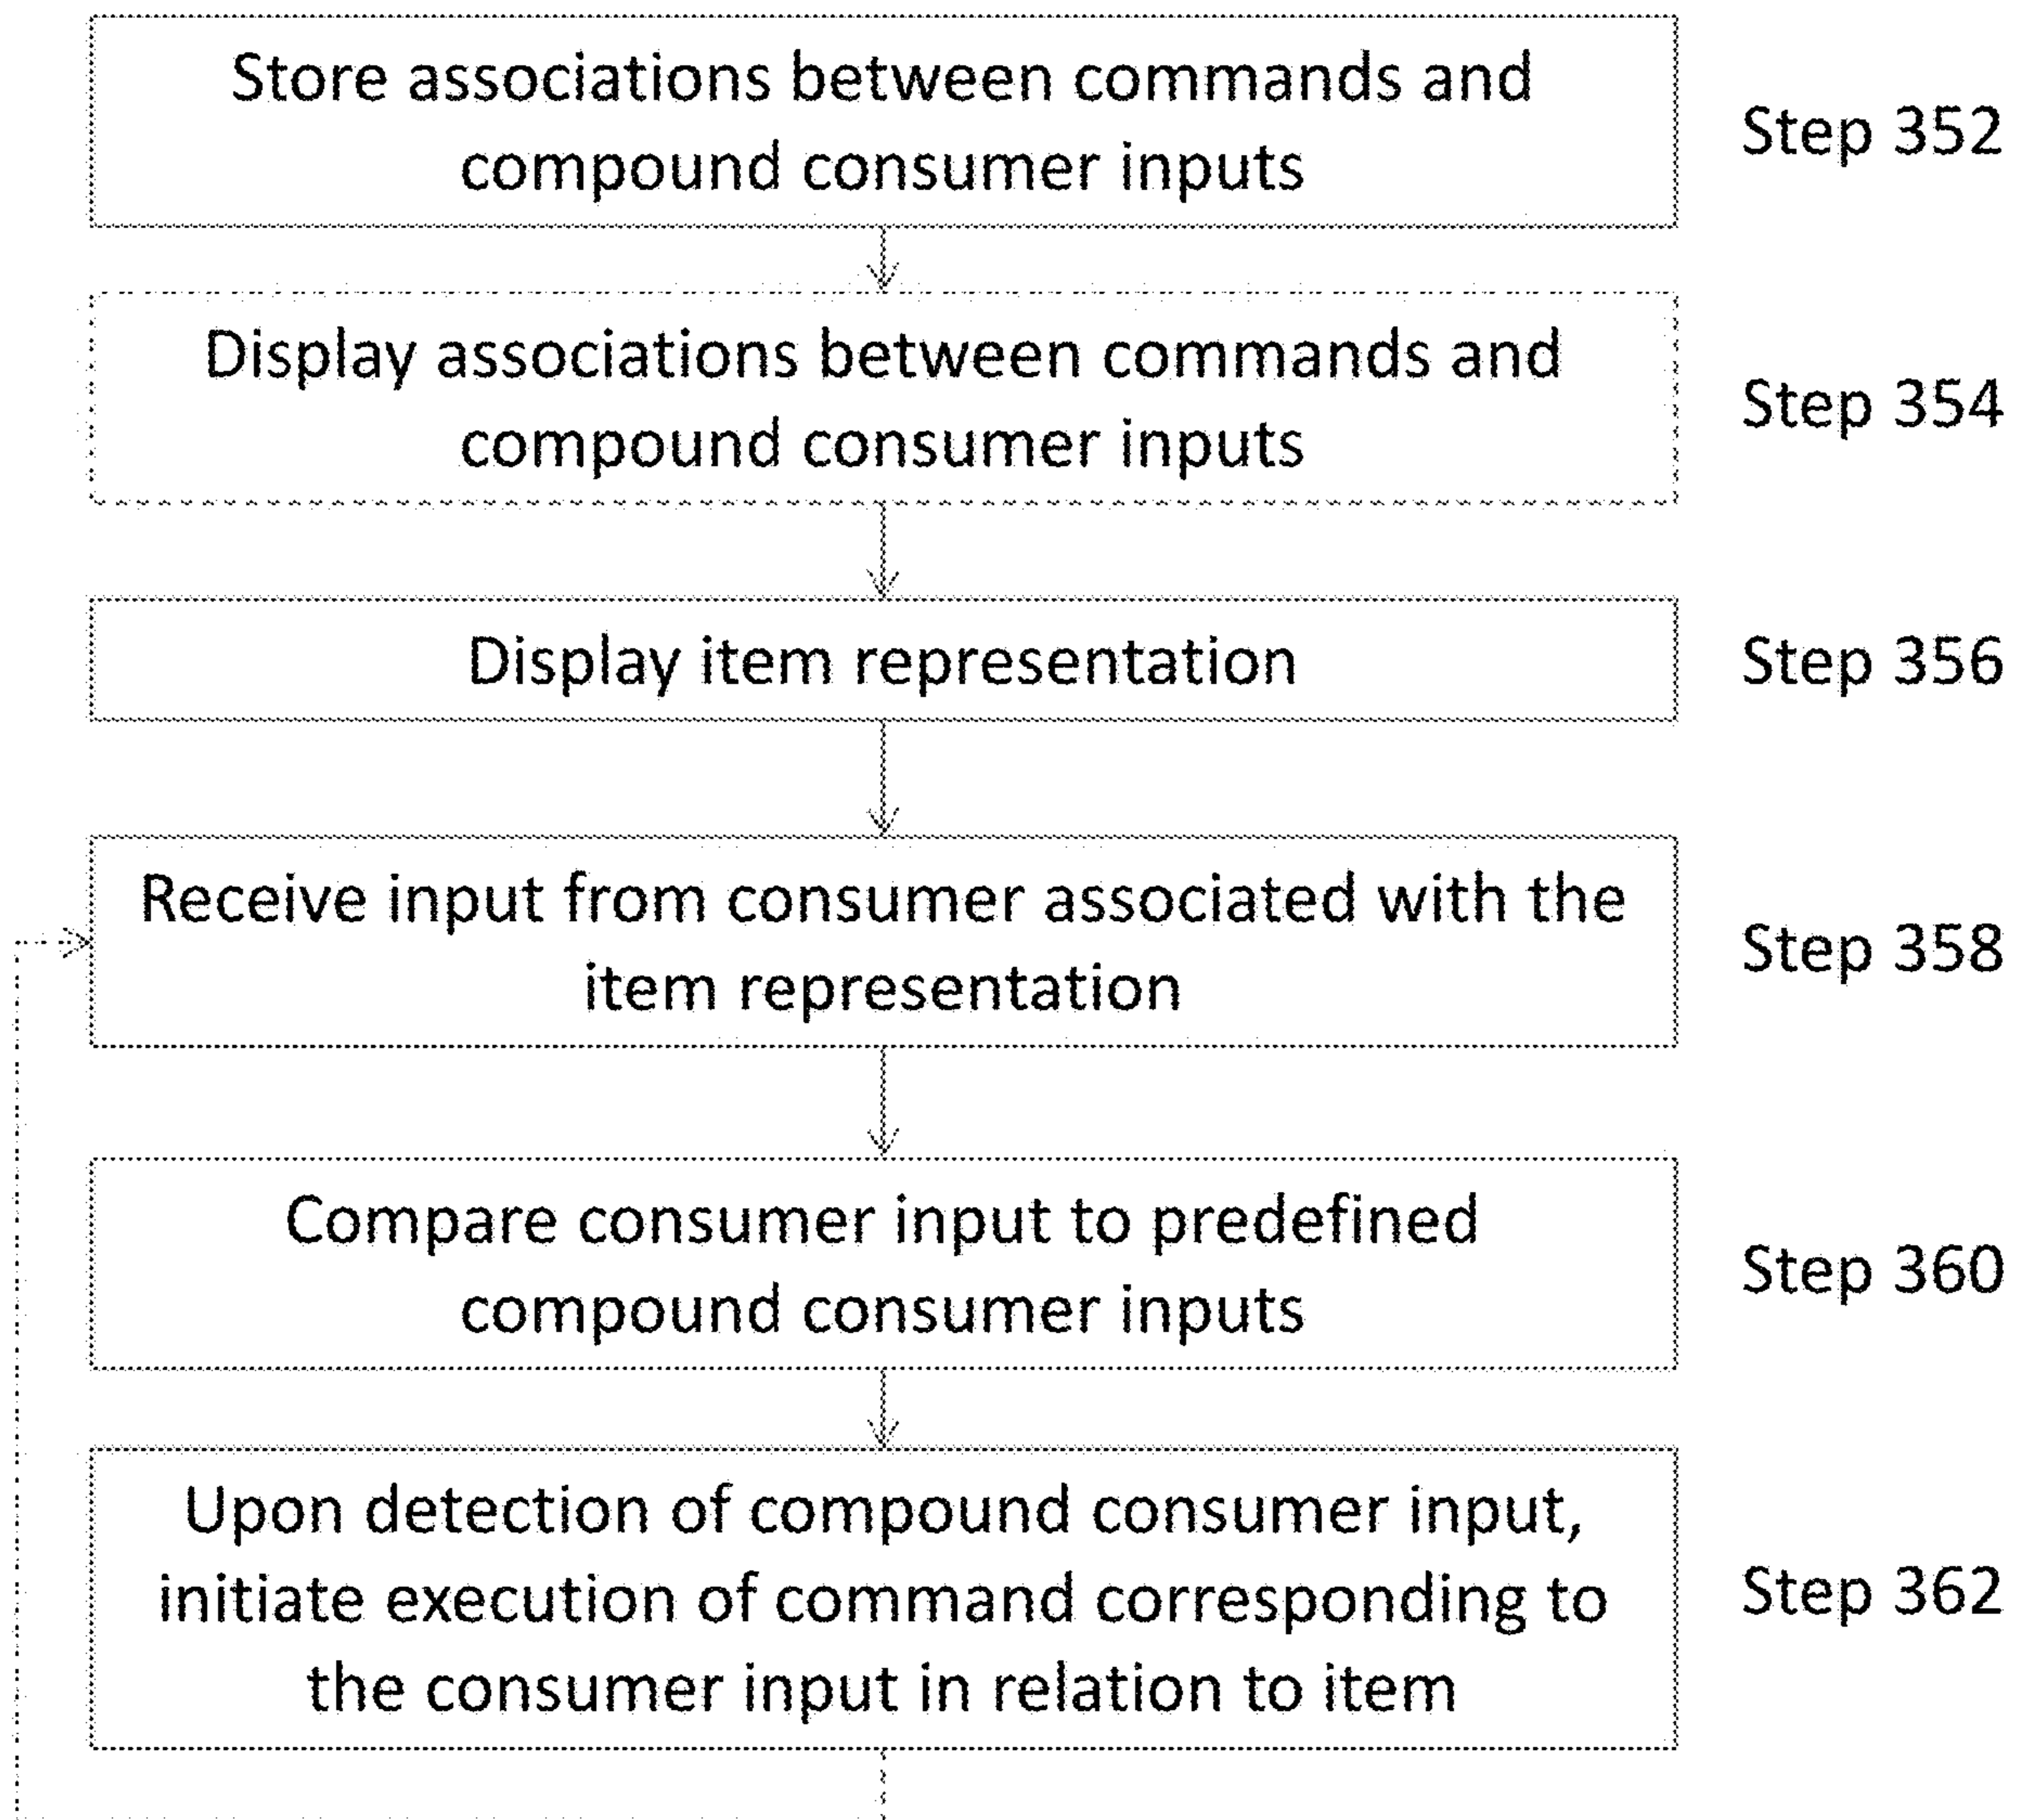 Store associations between commands and
compound consumer inputs
Step 352
Display associations between commands and
compound consumer inputs
Step 354
Display item representation
Step 356
Receive input from consumer associated with the
item representation
Step 358
Compare consumer input to predefined
compound consumer inputs
Step 360
Upon detection of compound consumer input,
initiate execution of command corresponding to
the consumer input in relation to item
Step 362